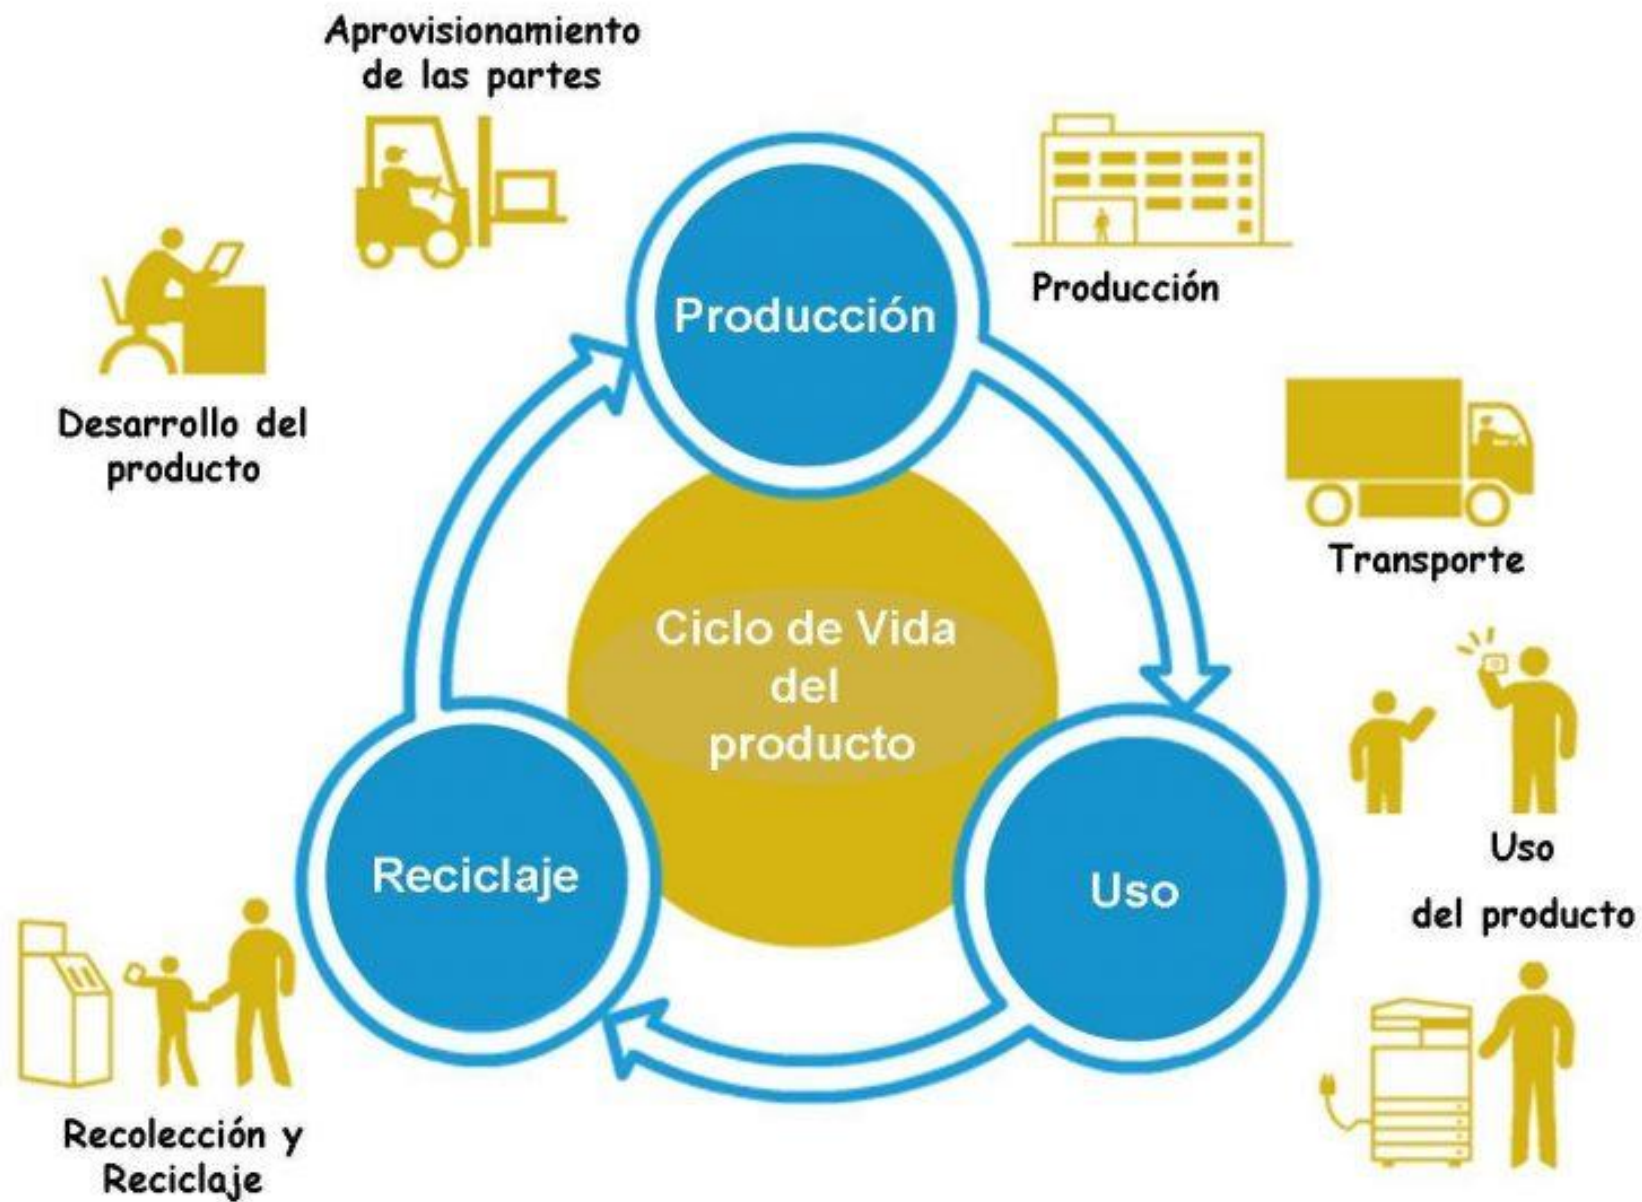 Aprovisionamiento
de las partes
Producción
Producción
Desarrollo del
producto
Transporte
Ciclo de Vida
del
producto
Uso
del producto
Reciclaje
Uso
Recolección y
Reciclaje